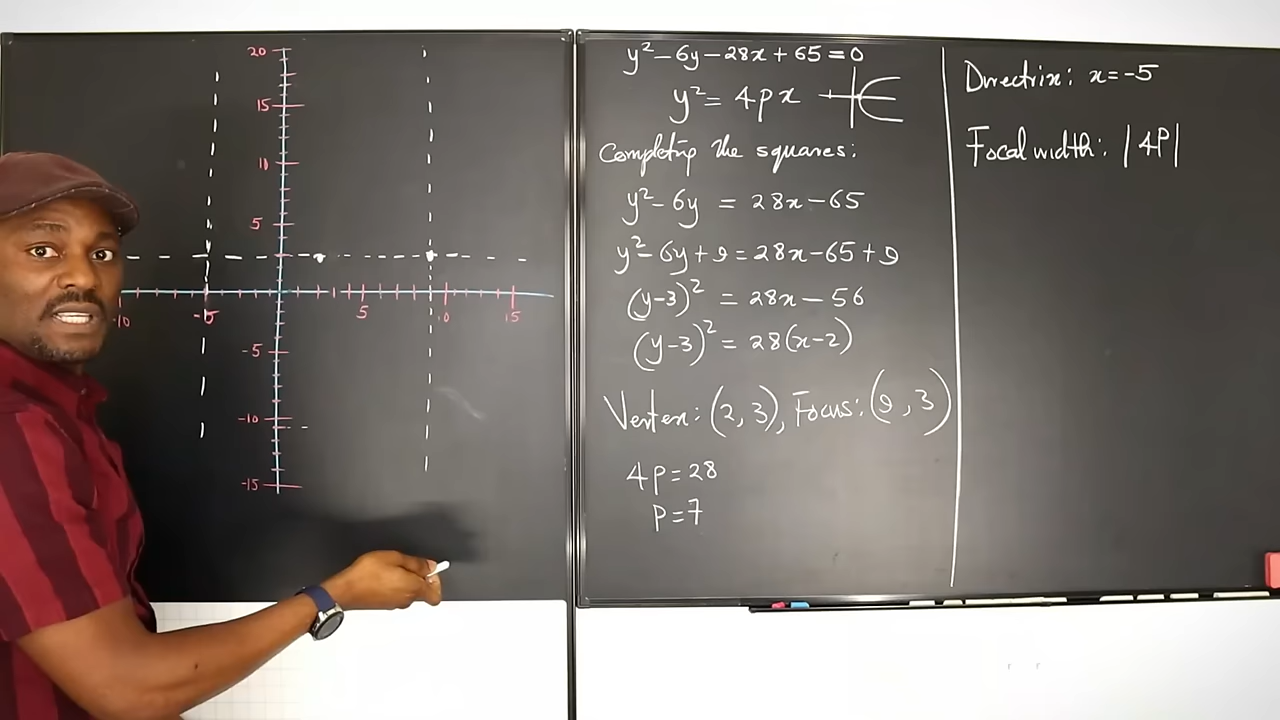 20
15
10
5
-10 -5 5 10 15
-5
-10
-15
y² - 6y - 28x + 65 = 0
y² = 4px
Completing the squares:
y² - 6y = 28x - 65
y² - 6y + 9 = 28x - 65 + 9
(y-3)² = 28x - 56
(y-3)² = 28(x-2)
Vertex: (2, 3), Focus: (9, 3)
4p = 28
p = 7
Directrix: x = -5
Focal width: |4P|